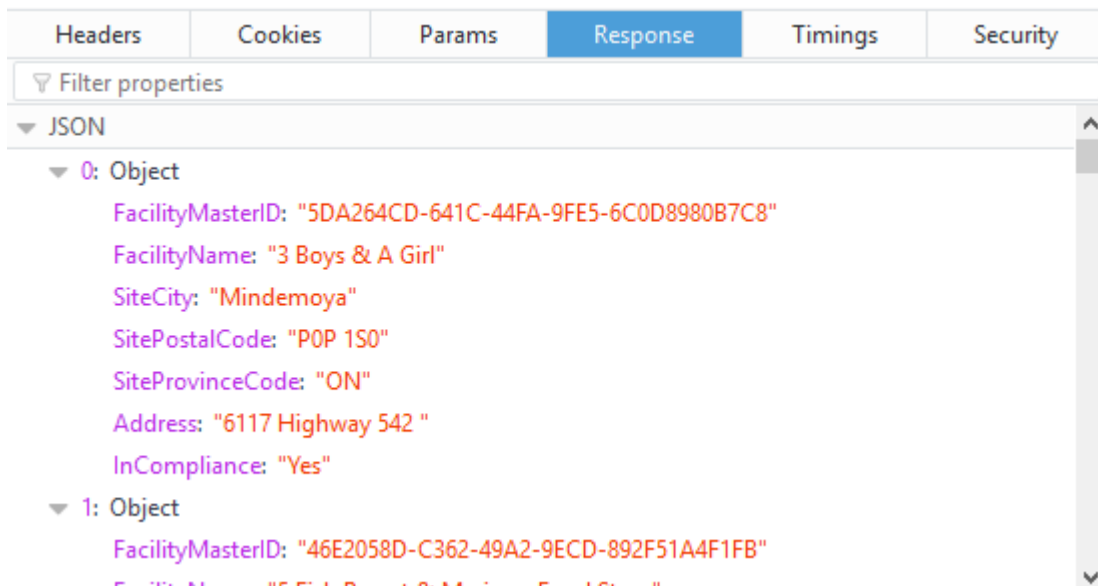 Headers Cookies Params Response Timings Security
Filter properties
JSON
0: Object
FacilityMasterID: "5DA264CD-641C-44FA-9FE5-6C0D8980B7C8"
FacilityName: "3 Boys & A Girl"
SiteCity: "Mindemoya"
SitePostalCode: "P0P 1S0"
SiteProvinceCode: "ON"
Address: "6117 Highway 542 "
InCompliance: "Yes"
1: Object
FacilityMasterID: "46E2058D-C362-49A2-9ECD-892F51A4F1FB"